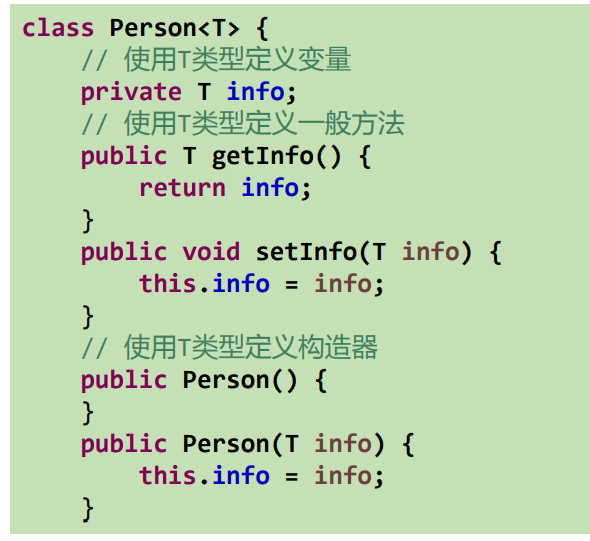 class Person<T> {
    // 使用T类型定义变量
    private T info;
    // 使用T类型定义一般方法
    public T getInfo() {
        return info;
    }
    public void setInfo(T info) {
        this.info = info;
    }
    // 使用T类型定义构造器
    public Person() {
    }
    public Person(T info) {
        this.info = info;
    }